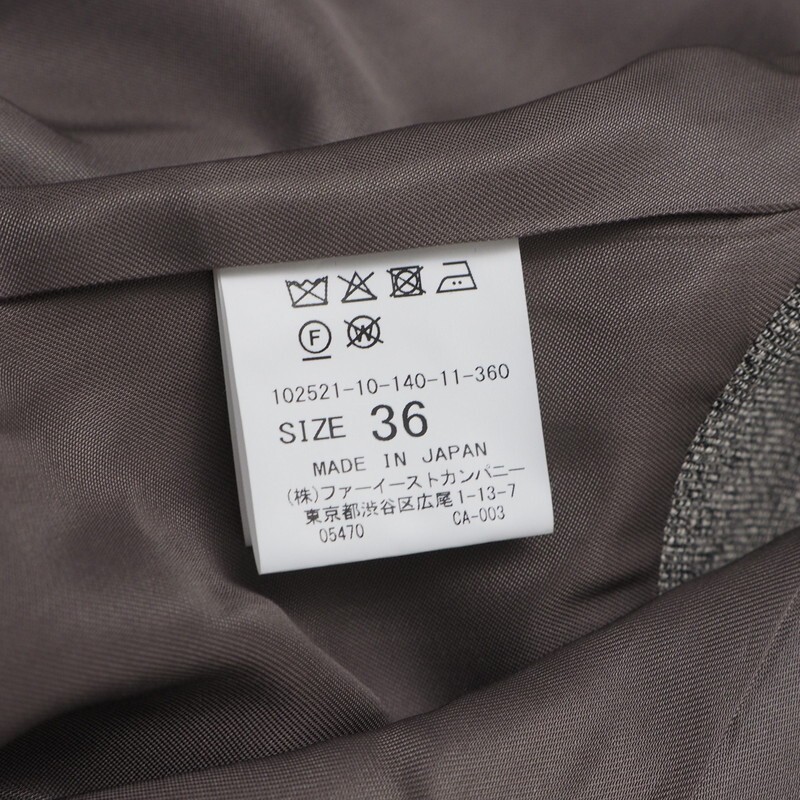 F W
102521-10-140-11-360
SIZE 36
MADE IN JAPAN
(株)ファーイーストカンパニー
東京都渋谷区広尾1-13-7
05470 CA-003